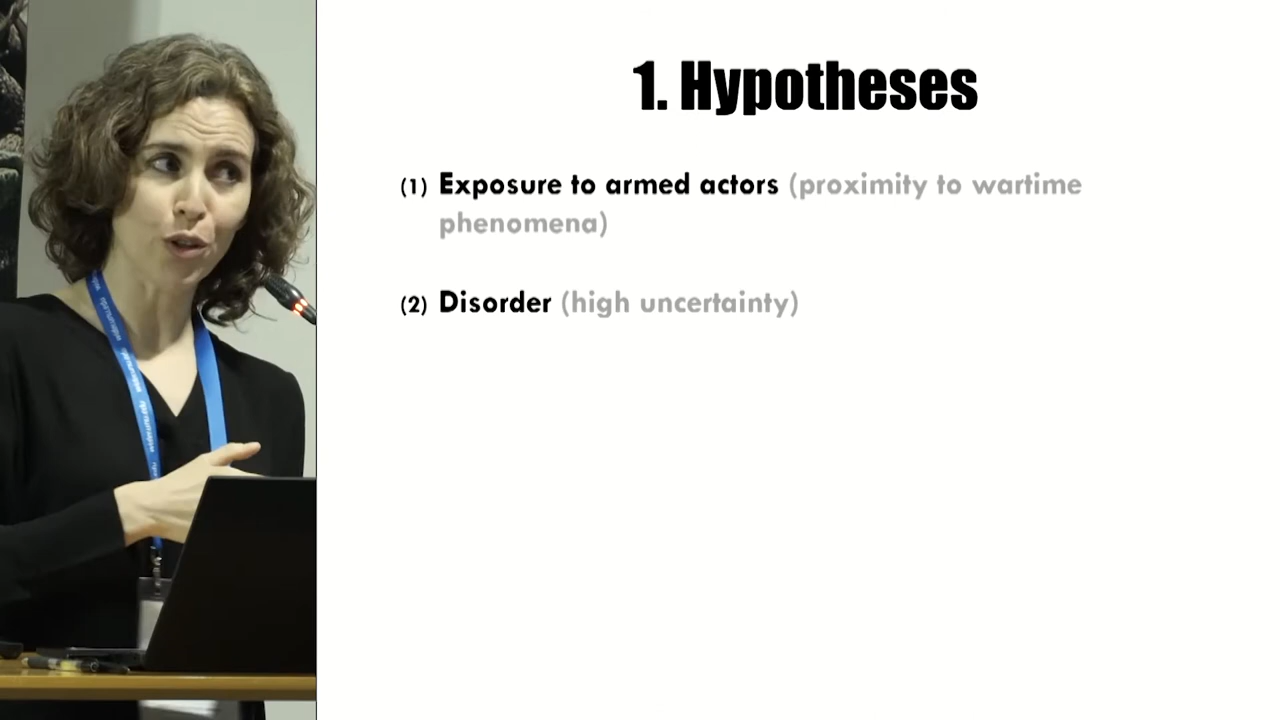 1. Hypotheses
(1) Exposure to armed actors (proximity to wartime
phenomena)
(2) Disorder (high uncertainty)